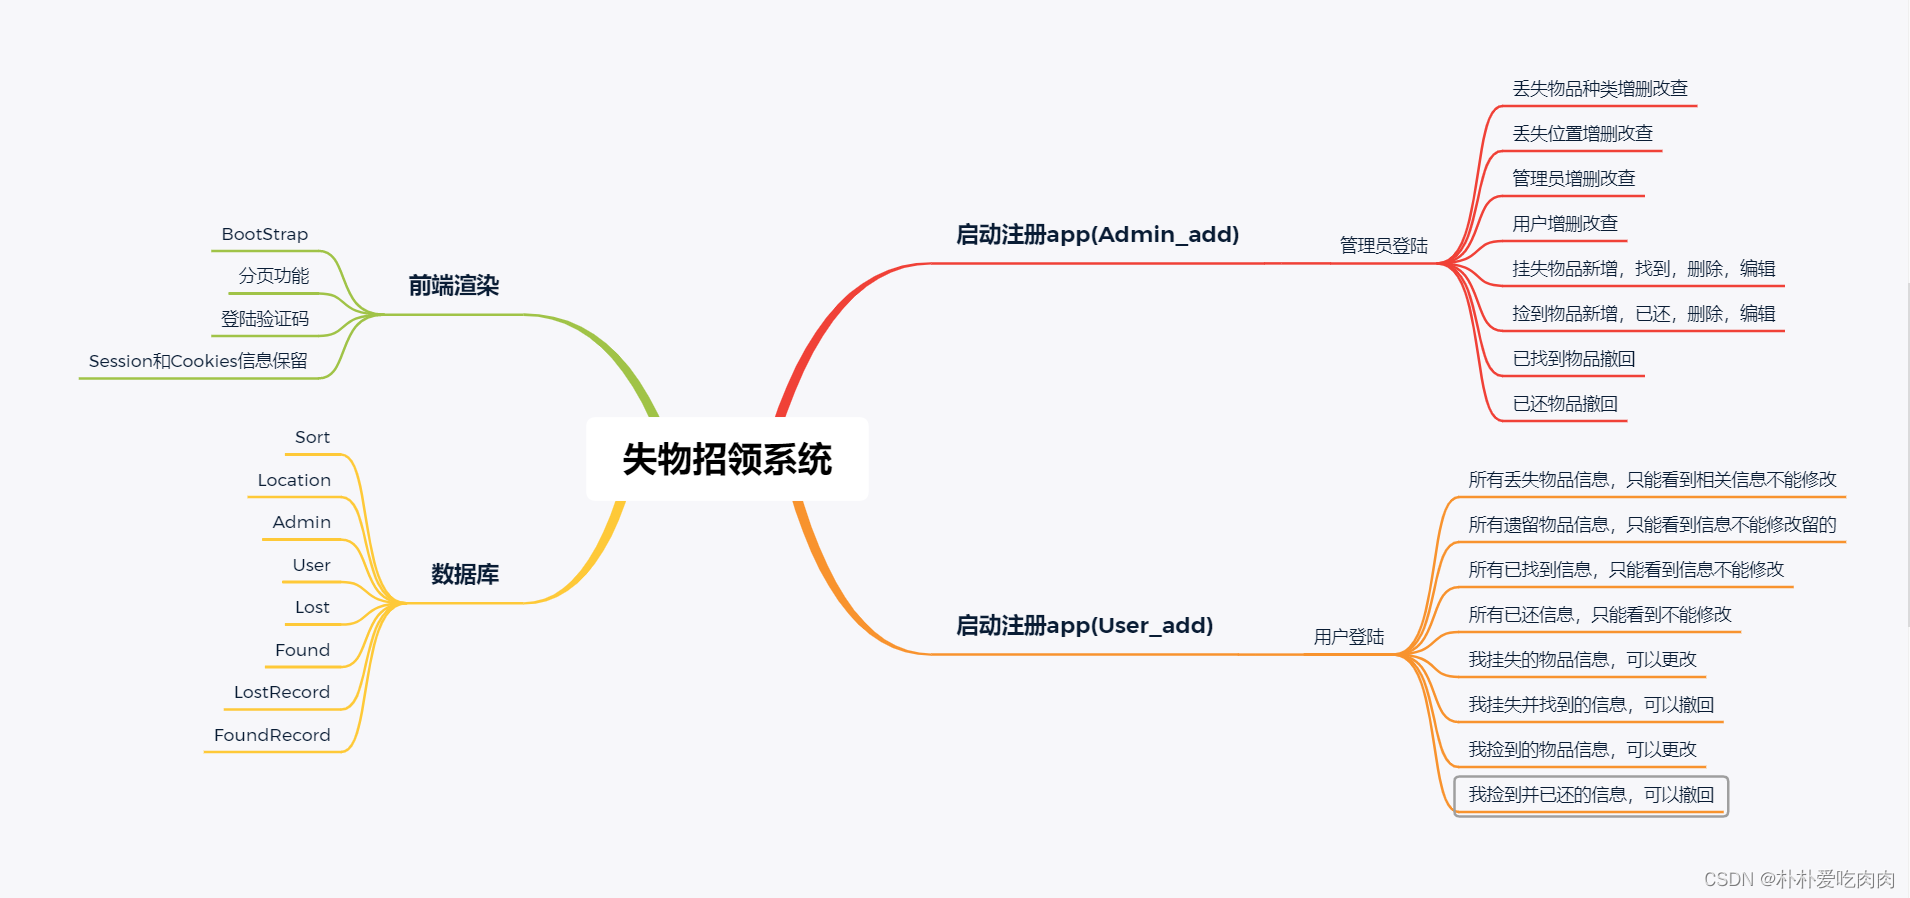 失物招领系统
启动注册app(Admin_add)
管理员登陆
丢失物品种类增删改查
丢失位置增删改查
管理员增删改查
用户增删改查
挂失物品新增，找到，删除，编辑
捡到物品新增，已还，删除，编辑
已找到物品撤回
已还物品撤回
启动注册app(User_add)
用户登陆
所有丢失物品信息，只能看到相关信息不能修改
所有遗留物品信息，只能看到信息不能修改留的
所有已找到信息，只能看到信息不能修改
所有已还信息，只能看到不能修改
我挂失的物品信息，可以更改
我挂失并找到的信息，可以撤回
我捡到的物品信息，可以更改
我捡到并已还的信息，可以撤回
前端渲染
BootStrap
分页功能
登陆验证码
Session和Cookies信息保留
数据库
Sort
Location
Admin
User
Lost
Found
LostRecord
FoundRecord
CSDN @朴朴爱吃肉肉